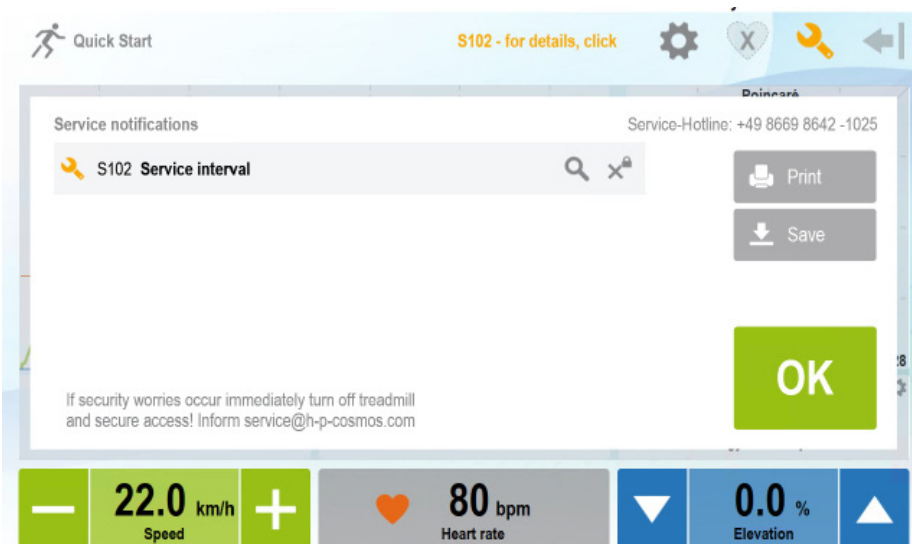 Quick Start
S102 - for details, click
X
Poincaré
Service notifications
Service-Hotline: +49 8669 8642 -1025
S102 Service interval
Print
Save
OK
28
If security worries occur immediately turn off treadmill
and secure access! Inform service@h-p-cosmos.com
22.0 km/h
Speed
80 bpm
Heart rate
0.0 %
Elevation